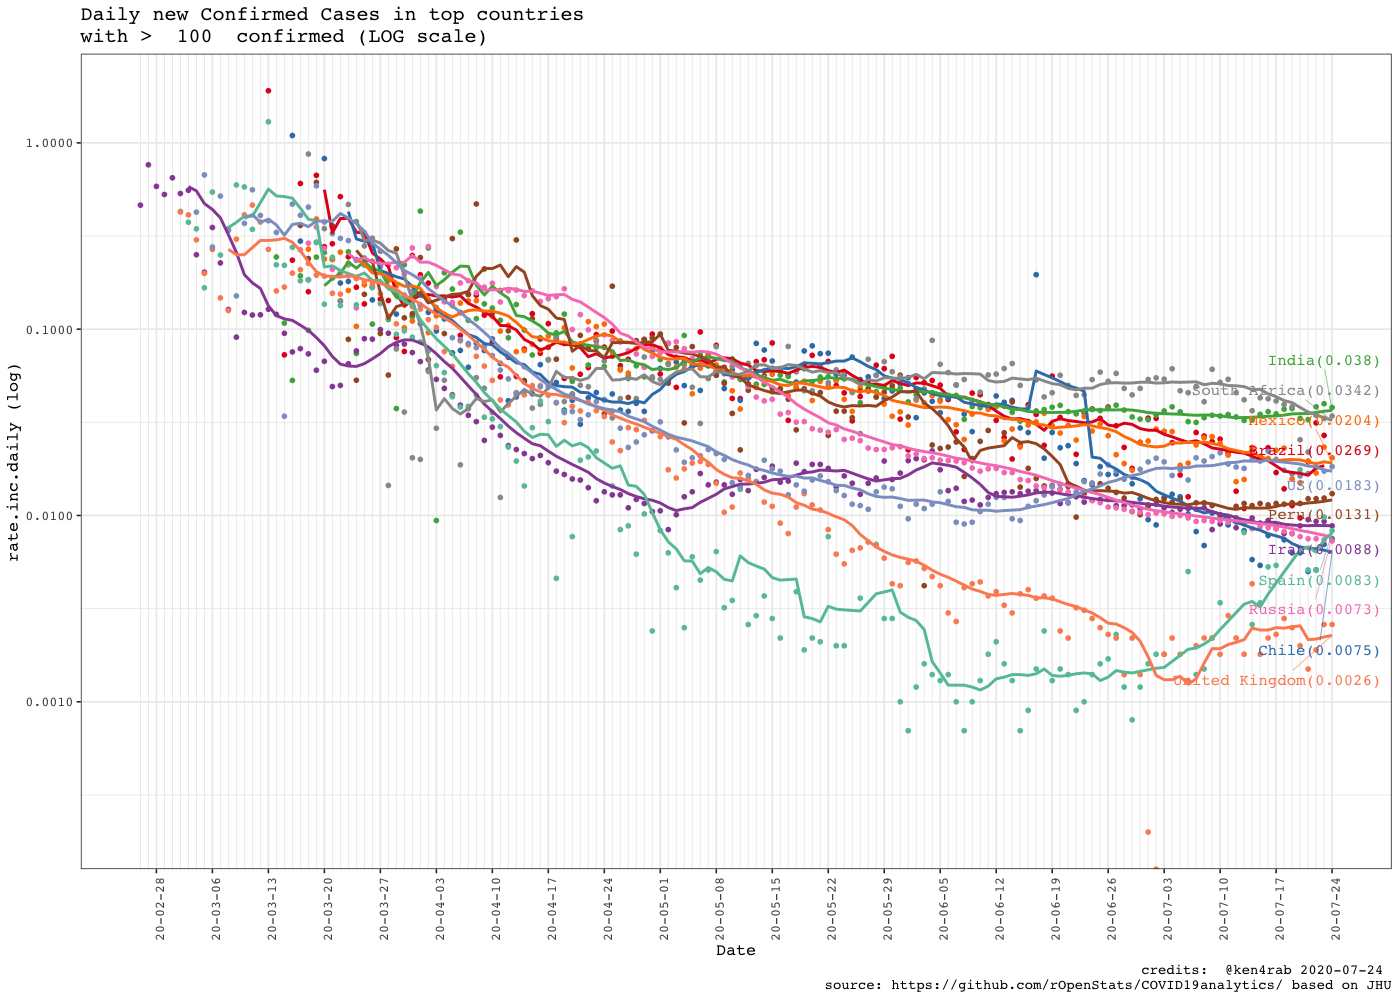 Daily new Confirmed Cases in top countries
with >  100  confirmed (LOG scale)
rate.inc.daily (log)
1.0000
0.1000
0.0100
0.0010
India(0.038)
South Africa(0.0342)
Mexico(0.0204)
Brazil(0.0269)
US(0.0183)
Peru(0.0131)
Iran(0.0088)
Spain(0.0083)
Russia(0.0073)
Chile(0.0075)
United Kingdom(0.0026)
20-02-28
20-03-06
20-03-13
20-03-20
20-03-27
20-04-03
20-04-10
20-04-17
20-04-24
20-05-01
20-05-08
20-05-15
20-05-22
20-05-29
20-06-05
20-06-12
20-06-19
20-06-26
20-07-03
20-07-10
20-07-17
20-07-24
Date
credits:  @ken4rab 2020-07-24
source: https://github.com/rOpenStats/COVID19analytics/ based on JHU